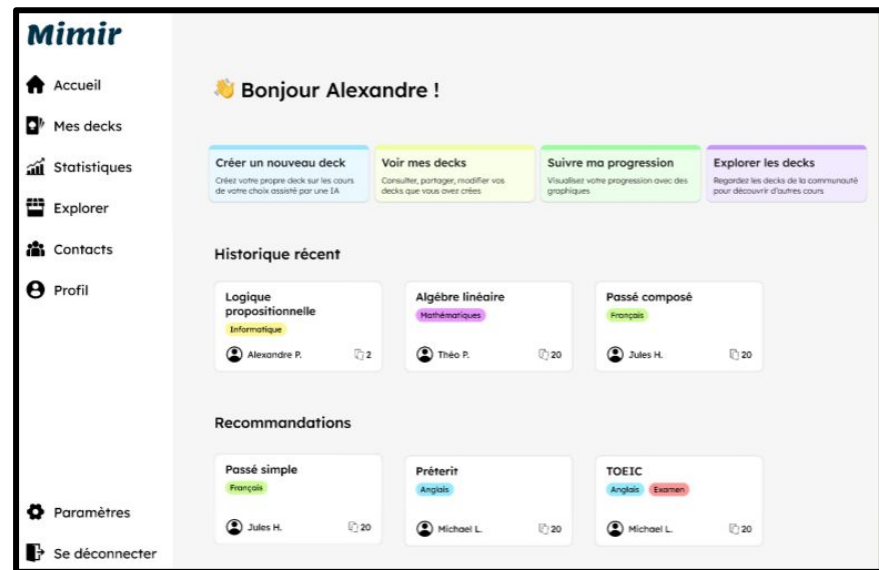 Mimir
Accueil
Mes decks
Statistiques
Explorer
Contacts
Profil
Paramètres
Se déconnecter
👋 Bonjour Alexandre !
Créer un nouveau deck
Créez votre propre deck sur les cours
de votre choix assisté par une IA
Voir mes decks
Consulter, partager, modifier vos
decks que vous avez crées
Suivre ma progression
Visualisez votre progression avec des
graphiques
Explorer les decks
Regardez les decks de la communauté
pour découvrir d'autres cours
Historique récent
Logique
propositionnelle
Informatique
Alexandre P. 2
Algébre linéaire
Mathématiques
Théo P. 20
Passé composé
Français
Jules H. 20
Recommandations
Passé simple
Français
Jules H. 20
Préterit
Anglais
Michael L. 20
TOEIC
Anglais Examen
Michael L. 20